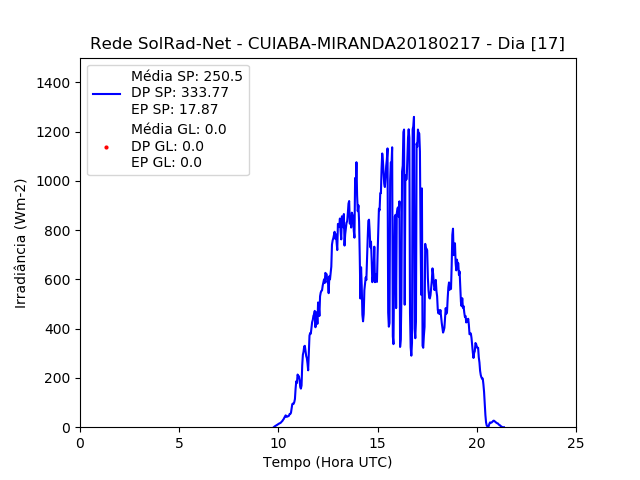 Rede SolRad-Net - CUIABA-MIRANDA20180217 - Dia [17]
Média SP: 250.5
DP SP: 333.77
EP SP: 17.87
Média GL: 0.0
DP GL: 0.0
EP GL: 0.0
Irradiância (Wm-2)
1400
1200
1000
800
600
400
200
0
0 5 10 15 20 25
Tempo (Hora UTC)